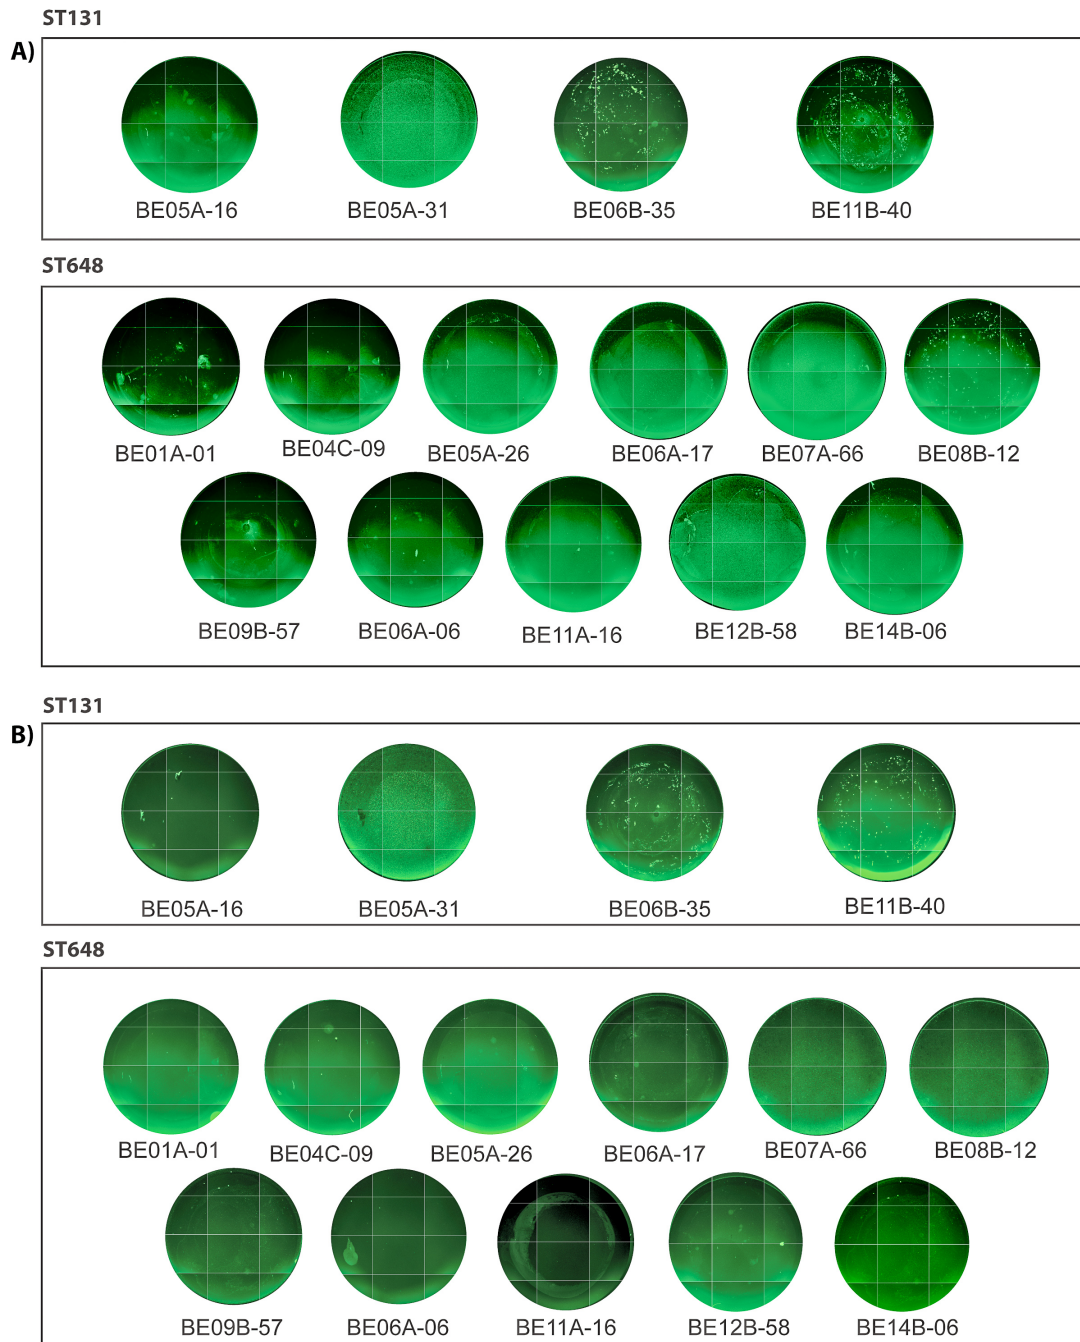 ST131
A)
BE05A-16 BE05A-31 BE06B-35 BE11B-40
ST648
BE01A-01 BE04C-09 BE05A-26 BE06A-17 BE07A-66 BE08B-12
BE09B-57 BE06A-06 BE11A-16 BE12B-58 BE14B-06
ST131
B)
BE05A-16 BE05A-31 BE06B-35 BE11B-40
ST648
BE01A-01 BE04C-09 BE05A-26 BE06A-17 BE07A-66 BE08B-12
BE09B-57 BE06A-06 BE11A-16 BE12B-58 BE14B-06